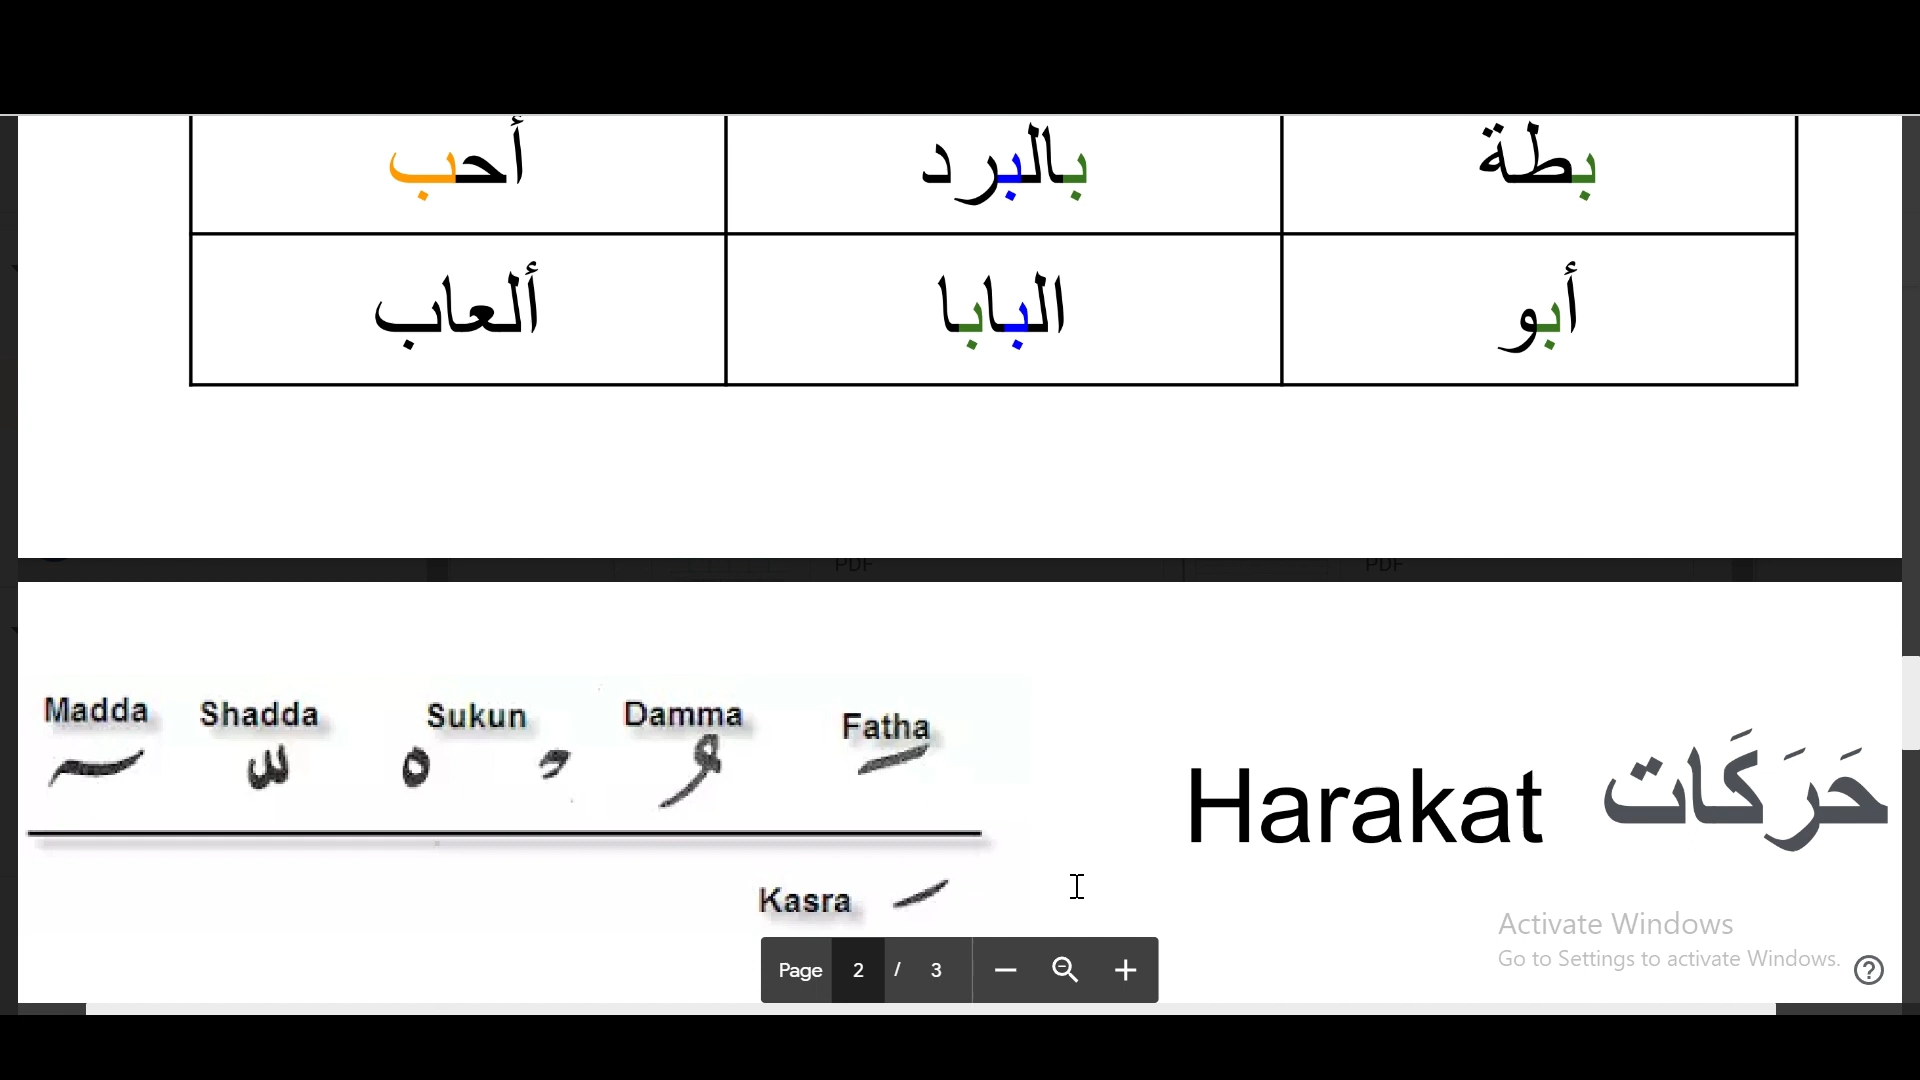 بطة بالبرد أحب
أبو البابا ألعاب
PDF PDF
Madda Shadda Sukun Damma Fatha
Harakat حَرَكَات
Kasra
Activate Windows
Go to Settings to activate Windows.
Page 2 / 3